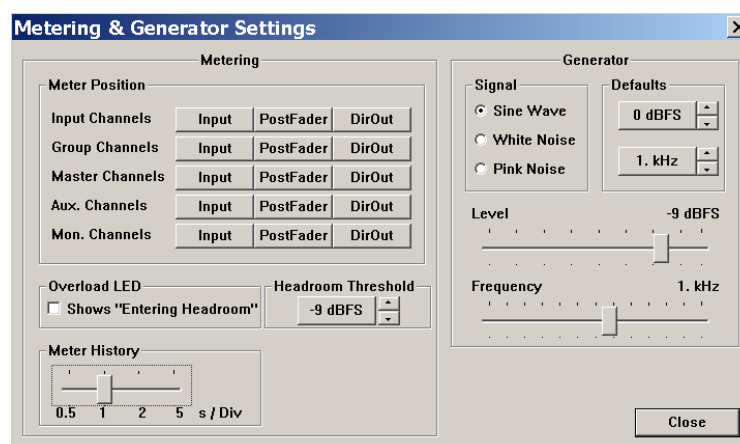 Metering & Generator Settings
Metering
Meter Position
Input Channels Input PostFader DirOut
Group Channels Input PostFader DirOut
Master Channels Input PostFader DirOut
Aux. Channels Input PostFader DirOut
Mon. Channels Input PostFader DirOut
Overload LED
Shows "Entering Headroom"
Headroom Threshold
-9 dBFS
Meter History
0.5 1 2 5 s / Div
Generator
Signal
Sine Wave
White Noise
Pink Noise
Defaults
0 dBFS
1. kHz
Level -9 dBFS
Frequency 1. kHz
Close